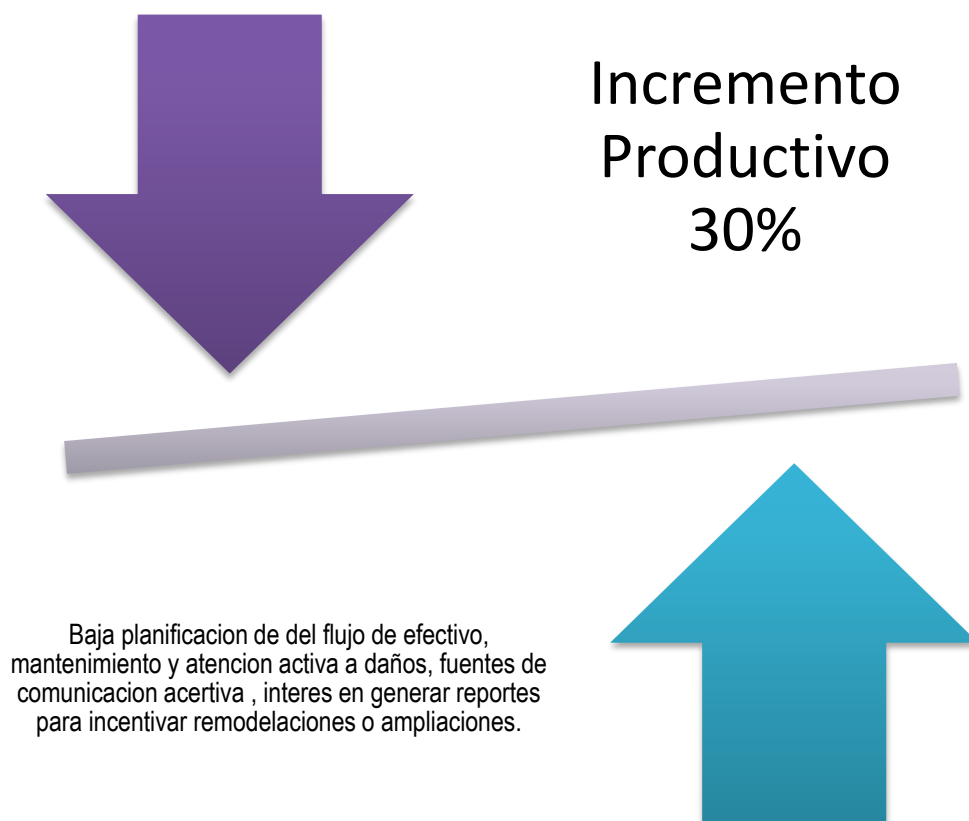 Incremento
Productivo
30%
Baja planificacion de del flujo de efectivo,
mantenimiento y atencion activa a daños, fuentes de
comunicacion acertiva , interes en generar reportes
para incentivar remodelaciones o ampliaciones.